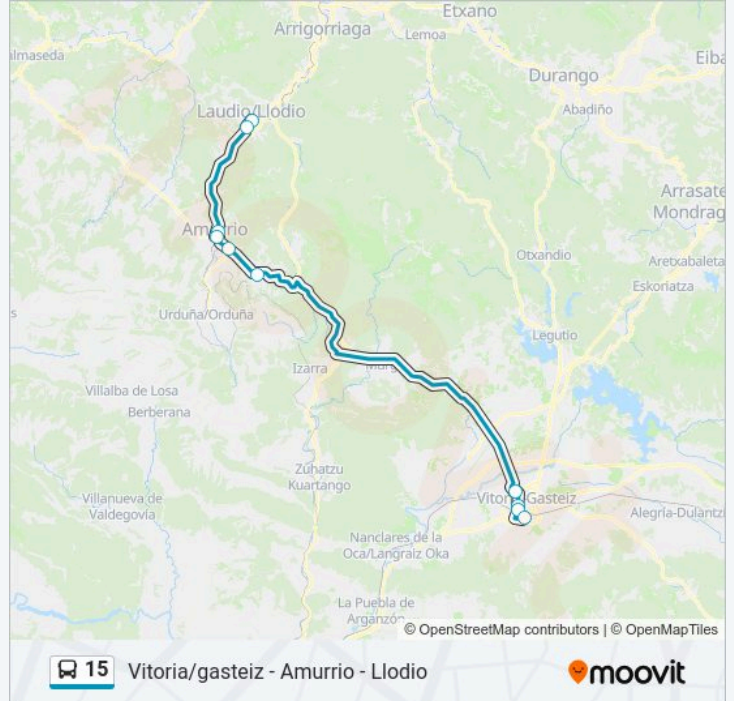 Etxano
Arrigorriaga
Lemoa
almaseda
Eiba
Durango
Abadiño
Laudio/Llodio
Arrasate
Mondrag
Amurrio
Otxandio
Aretxabaleta
Eskoriatza
Urduña/Orduña
Legutio
Izarra
Villalba de Losa
Berberana
Zuhatzu
Kuartango
Villanueva de
Valdegovía
Vitoria-Gasteiz
Alegría-Dulantzi
Nanclares de la
Oca/Langraiz Oka
La Puebla de
Arganzón
© OpenStreetMap contributors | © OpenMapTiles
15 Vitoria/gasteiz - Amurrio - Llodio
moovit